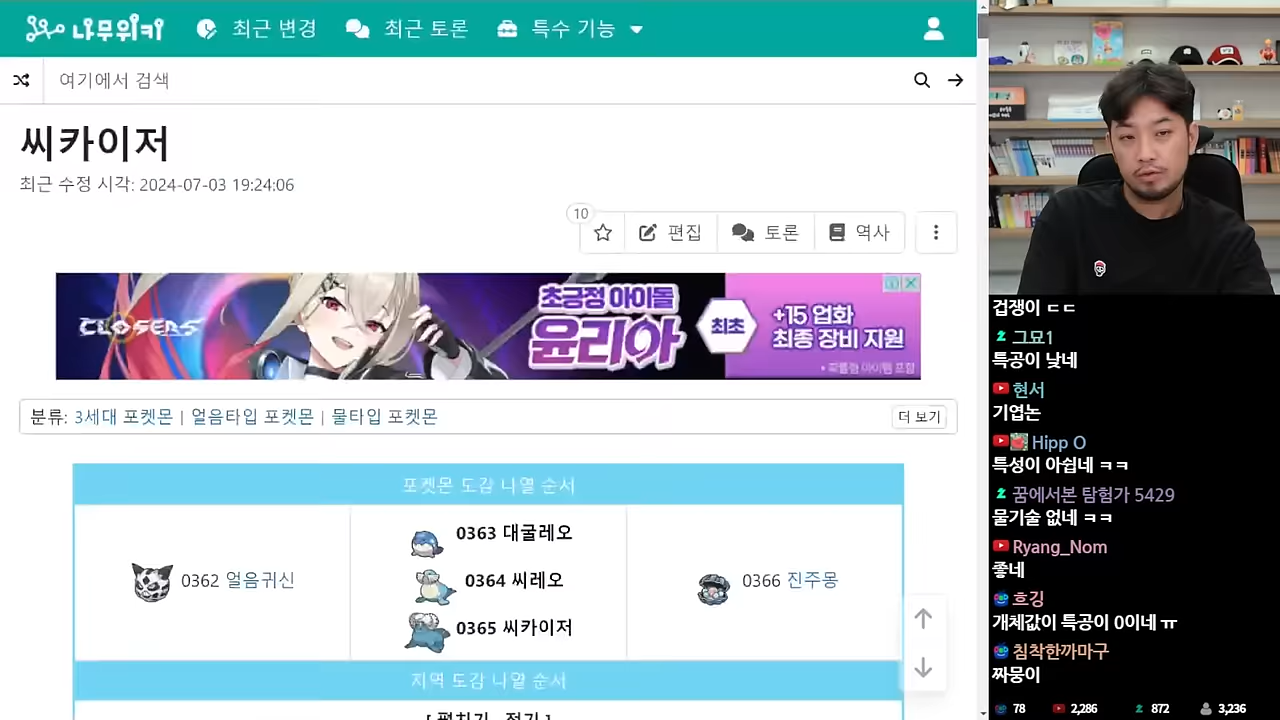 나무위키 최근 변경 최근 토론 특수 기능
여기에서 검색
씨카이저
최근 수정 시각: 2024-07-03 19:24:06
10
편집 토론 역사
CLOSERS
초긍정 아이돌
윤리아
최초
+15 업화
최종 장비 지원
분류: 3세대 포켓몬 | 얼음타입 포켓몬 | 물타입 포켓몬
더 보기
포켓몬 도감 나열 순서
0362 얼음귀신
0363 대굴레오
0364 씨레오
0365 씨카이저
0366 진주몽
지역 도감 나열 순서
[ 펼치기 · 접기 ]
겁쟁이 ㄷㄷ
그묘1
특공이 낮네
현서
기엽논
Hipp O
특성이 아쉽네 ㅋㅋ
꿈에서본 탐험가 5429
물기술 없네 ㅋㅋ
Ryang_Nom
좋네
흐깅
개체값이 특공이 0이네 ㅠ
침착한까마구
짜뭉이
78 2,286 872 3,236